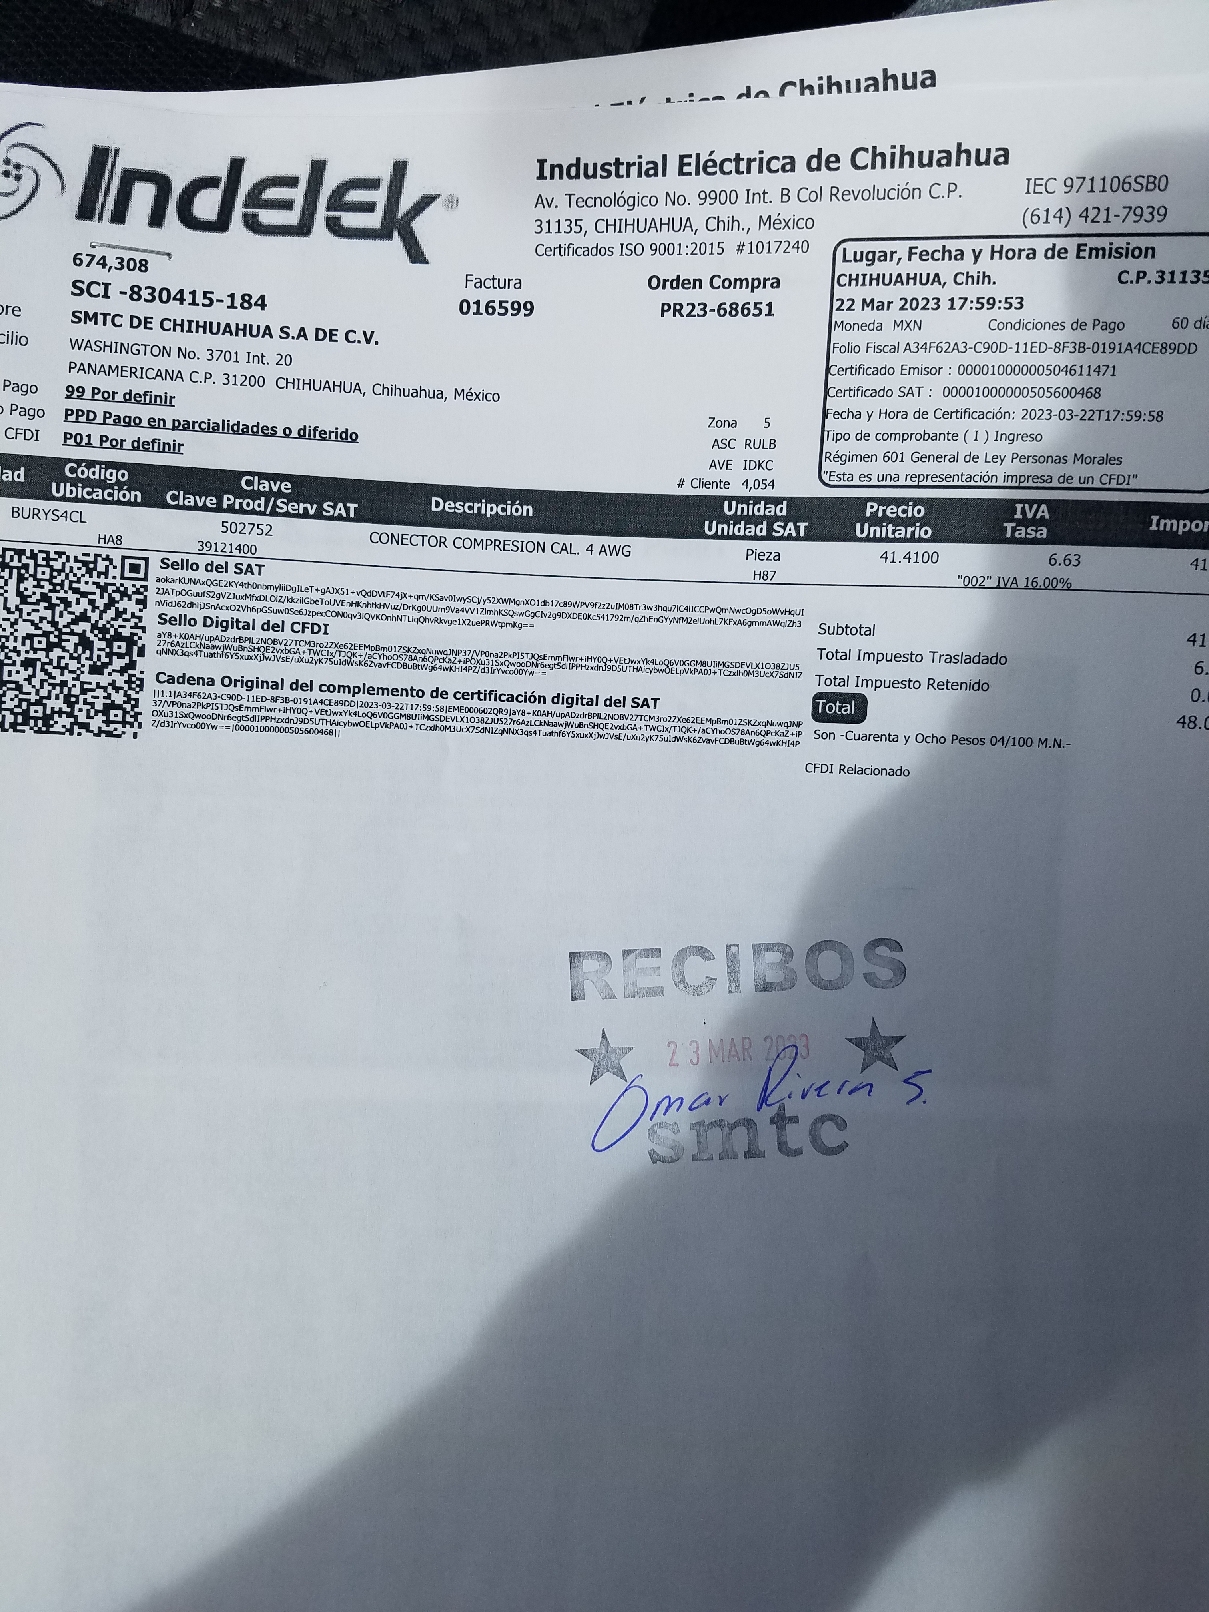 de Chihuahua
Indelek®
Industrial Eléctrica de Chihuahua
Av. Tecnológico No. 9900 Int. B Col Revolución C.P.
31135, CHIHUAHUA, Chih., México
Certificados ISO 9001:2015 #1017240
IEC 971106SB0
(614) 421-7939
674,308
SCI -830415-184
SMTC DE CHIHUAHUA S.A DE C.V.
WASHINGTON No. 3701 Int. 20
PANAMERICANA C.P. 31200 CHIHUAHUA, Chihuahua, México
Pago 99 Por definir
Pago PPD Pago en parcialidades o diferido
CFDI P01 Por definir
Factura
016599
Orden Compra
PR23-68651
Zona 5
ASC RULB
AVE IDKC
# Cliente 4,054
Lugar, Fecha y Hora de Emision
CHIHUAHUA, Chih. C.P.31135
22 Mar 2023 17:59:53
Moneda MXN Condiciones de Pago 60
Folio Fiscal A34F62A3-C90D-11ED-8F3B-0191A4CE89DD
Certificado Emisor : 00001000000504611471
Certificado SAT : 00001000000505600468
Fecha y Hora de Certificación: 2023-03-22T17:59:58
Tipo de comprobante ( I ) Ingreso
Régimen 601 General de Ley Personas Morales
"Esta es una representación impresa de un CFDI"
Código Clave Descripción Unidad Precio IVA
Ubicación Clave Prod/Serv SAT Unidad SAT Unitario Tasa Impor
BURYS4CL 502752 CONECTOR COMPRESION CAL. 4 AWG Pieza 41.4100 6.63 41
HA8 39121400 H87 "002" IVA 16.00%
Sello del SAT
Sello Digital del CFDI
Cadena Original del complemento de certificación digital del SAT
Subtotal 41
Total Impuesto Trasladado 6.
Total Impuesto Retenido 0.
Total 48.0
Son -Cuarenta y Ocho Pesos 04/100 M.N.-
CFDI Relacionado
RECIBOS
23 MAR 2023
Omar Rivera S.
smtc